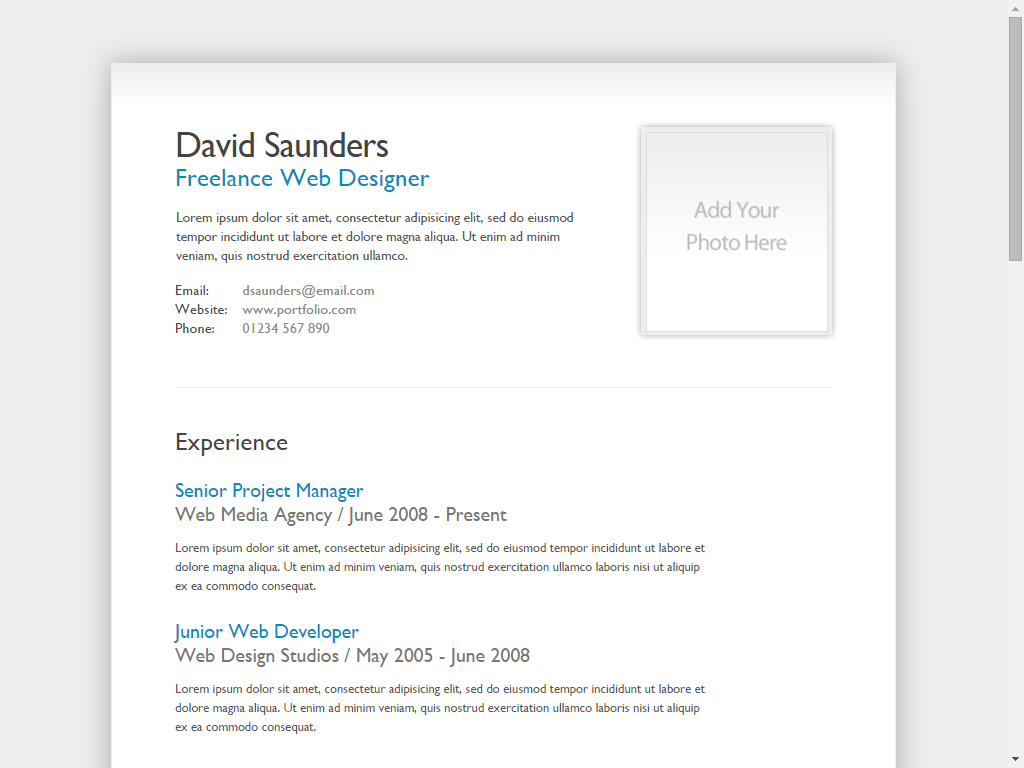 David Saunders
Freelance Web Designer
Lorem ipsum dolor sit amet, consectetur adipisicing elit, sed do eiusmod
tempor incididunt ut labore et dolore magna aliqua. Ut enim ad minim
veniam, quis nostrud exercitation ullamco.
Email: dsaunders@email.com
Website: www.portfolio.com
Phone: 01234 567 890
Add Your
Photo Here
Experience
Senior Project Manager
Web Media Agency / June 2008 - Present
Lorem ipsum dolor sit amet, consectetur adipisicing elit, sed do eiusmod tempor incididunt ut labore et
dolore magna aliqua. Ut enim ad minim veniam, quis nostrud exercitation ullamco laboris nisi ut aliquip
ex ea commodo consequat.
Junior Web Developer
Web Design Studios / May 2005 - June 2008
Lorem ipsum dolor sit amet, consectetur adipisicing elit, sed do eiusmod tempor incididunt ut labore et
dolore magna aliqua. Ut enim ad minim veniam, quis nostrud exercitation ullamco laboris nisi ut aliquip
ex ea commodo consequat.